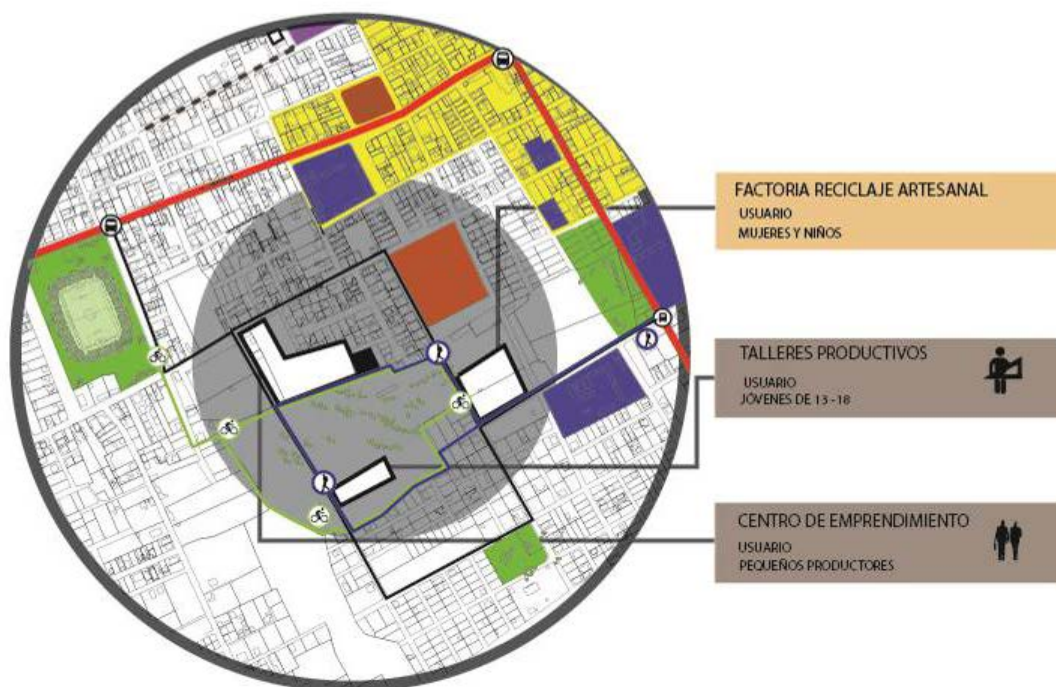 FACTORIA RECICLAJE ARTESANAL
USUARIO
MUJERES Y NIÑOS
TALLERES PRODUCTIVOS
USUARIO
JÓVENES DE 13 - 18
CENTRO DE EMPRENDIMIENTO
USUARIO
PEQUEÑOS PRODUCTORES